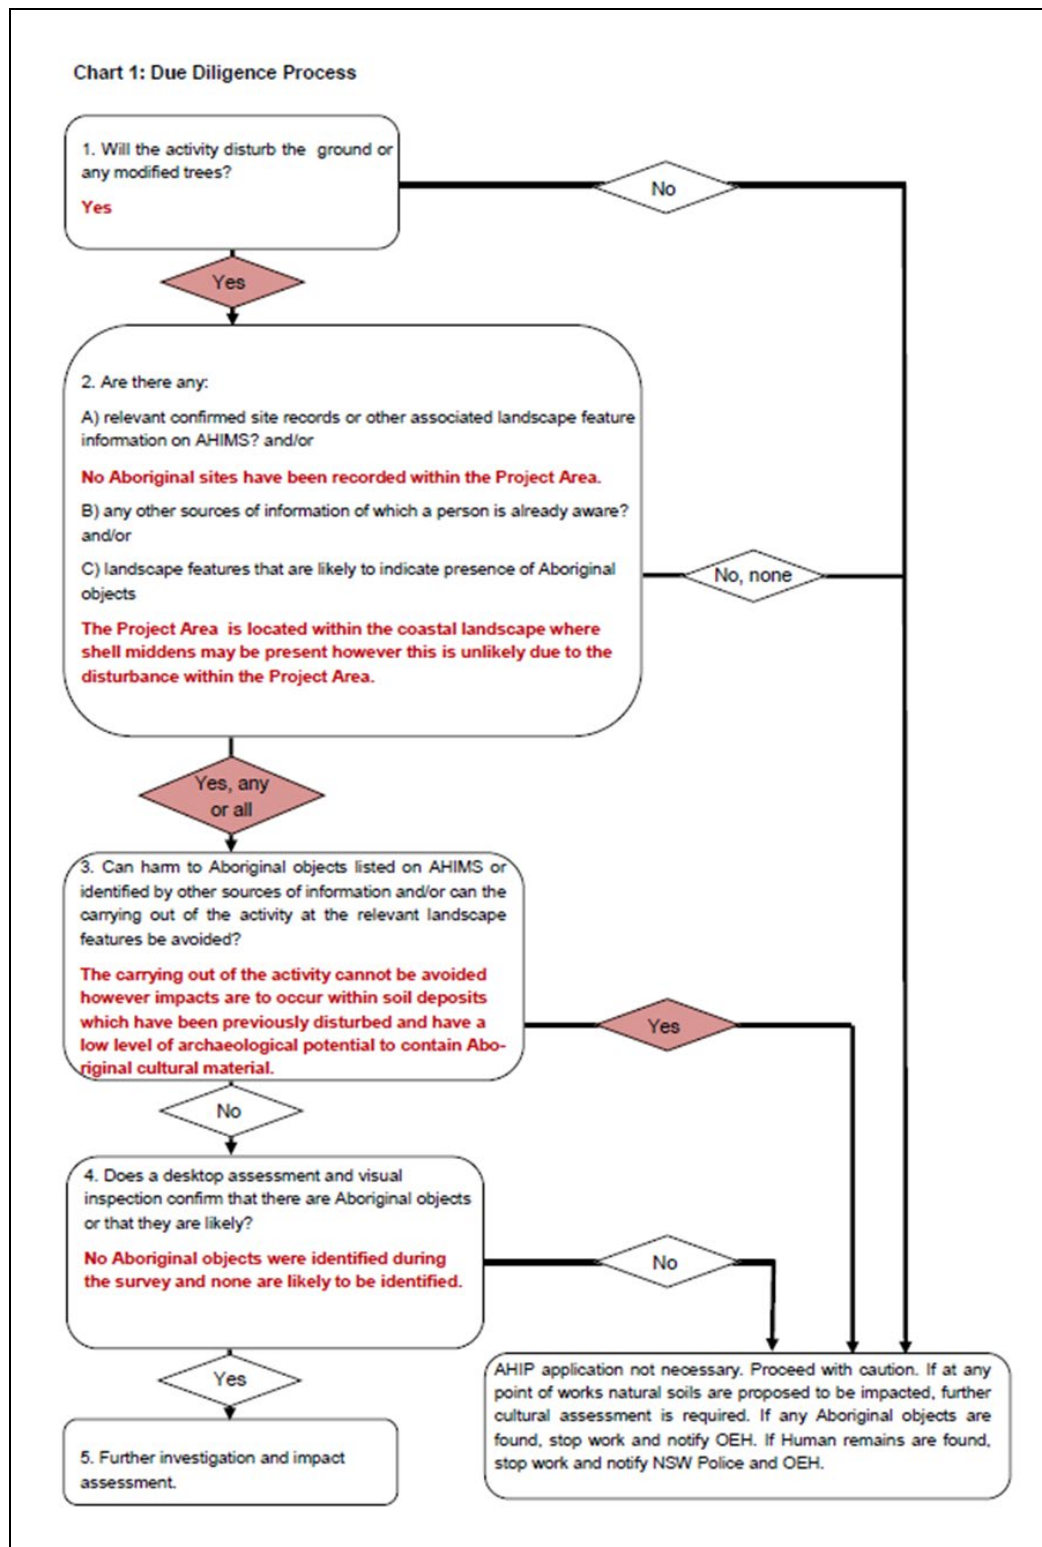 Chart 1: Due Diligence Process
1. Will the activity disturb the ground or
any modified trees?
Yes
No
Yes
2. Are there any:
A) relevant confirmed site records or other associated landscape feature
information on AHIMS? and/or
No Aboriginal sites have been recorded within the Project Area.
B) any other sources of information of which a person is already aware?
and/or
C) landscape features that are likely to indicate presence of Aboriginal
objects
The Project Area is located within the coastal landscape where
shell middens may be present however this is unlikely due to the
disturbance within the Project Area.
No, none
Yes, any
or all
3. Can harm to Aboriginal objects listed on AHIMS or
identified by other sources of information and/or can the
carrying out of the activity at the relevant landscape
features be avoided?
The carrying out of the activity cannot be avoided
however impacts are to occur within soil deposits
which have been previously disturbed and have a
low level of archaeological potential to contain Abo-
riginal cultural material.
Yes
No
4. Does a desktop assessment and visual
inspection confirm that there are Aboriginal objects
or that they are likely?
No Aboriginal objects were identified during
the survey and none are likely to be identified.
No
Yes
5. Further investigation and impact
assessment.
AHIP application not necessary. Proceed with caution. If at any
point of works natural soils are proposed to be impacted, further
cultural assessment is required. If any Aboriginal objects are
found, stop work and notify OEH. If Human remains are found,
stop work and notify NSW Police and OEH.